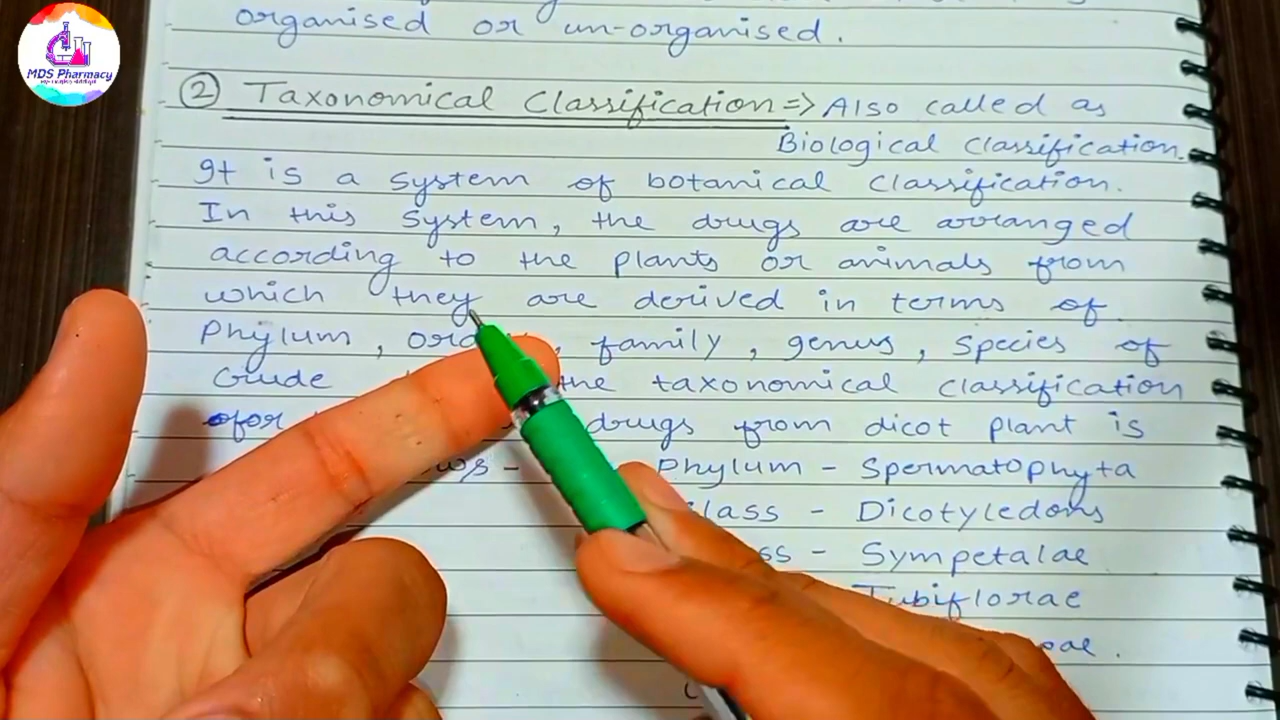 MDS Pharmacy
organised or un-organised.
② Taxonomical Classification => Also called as
Biological Classification.
It is a system of botanical classification.
In this system, the drugs are arranged
according to the plants or animals from
which they are derived in terms of
Phylum, family, genus, species of
crude the taxonomical classification
for drugs from dicot plant is
Phylum - Spermatophyta
class - Dicotyledons
Sympetalae
Tubiflorae